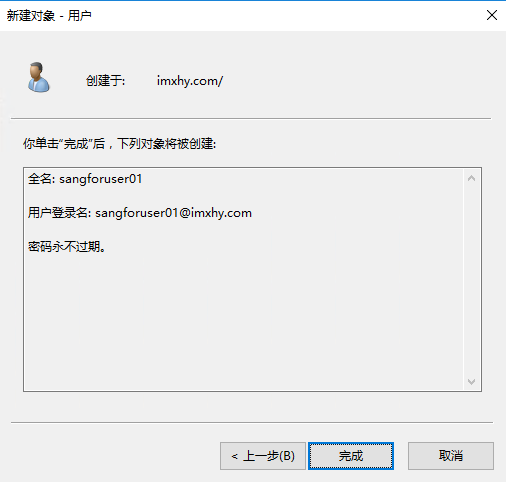 新建对象 - 用户
创建于: imxhy.com/
你单击“完成”后，下列对象将被创建:
全名: sangforuser01
用户登录名: sangforuser01@imxhy.com
密码永不过期。
< 上一步(B) 完成 取消